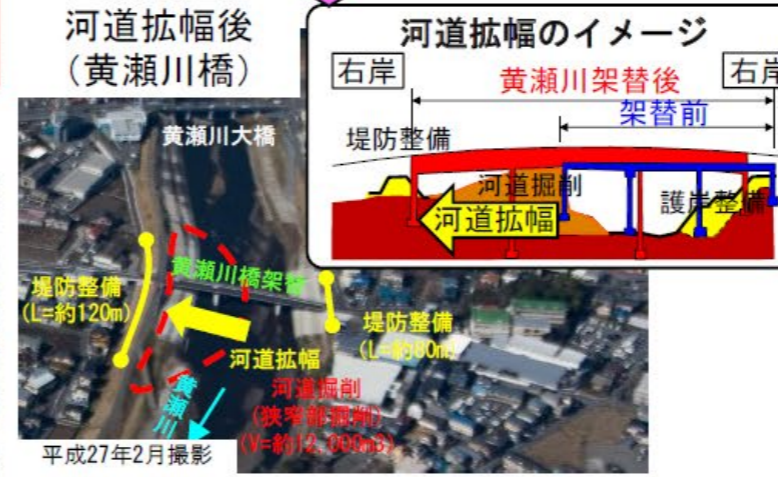 河道拡幅後
（黄瀬川橋）
河道拡幅のイメージ
右岸
右岸
黄瀬川架替後
架替前
堤防整備
河道掘削
護岸整備
河道拡幅
黄瀬川大橋
黄瀬川橋架替
堤防整備
(L=約120m)
堤防整備
(L=約80m)
河道拡幅
河道掘削
(狭窄部掘削)
(V=約12,000m3)
黄瀬川
平成27年2月撮影